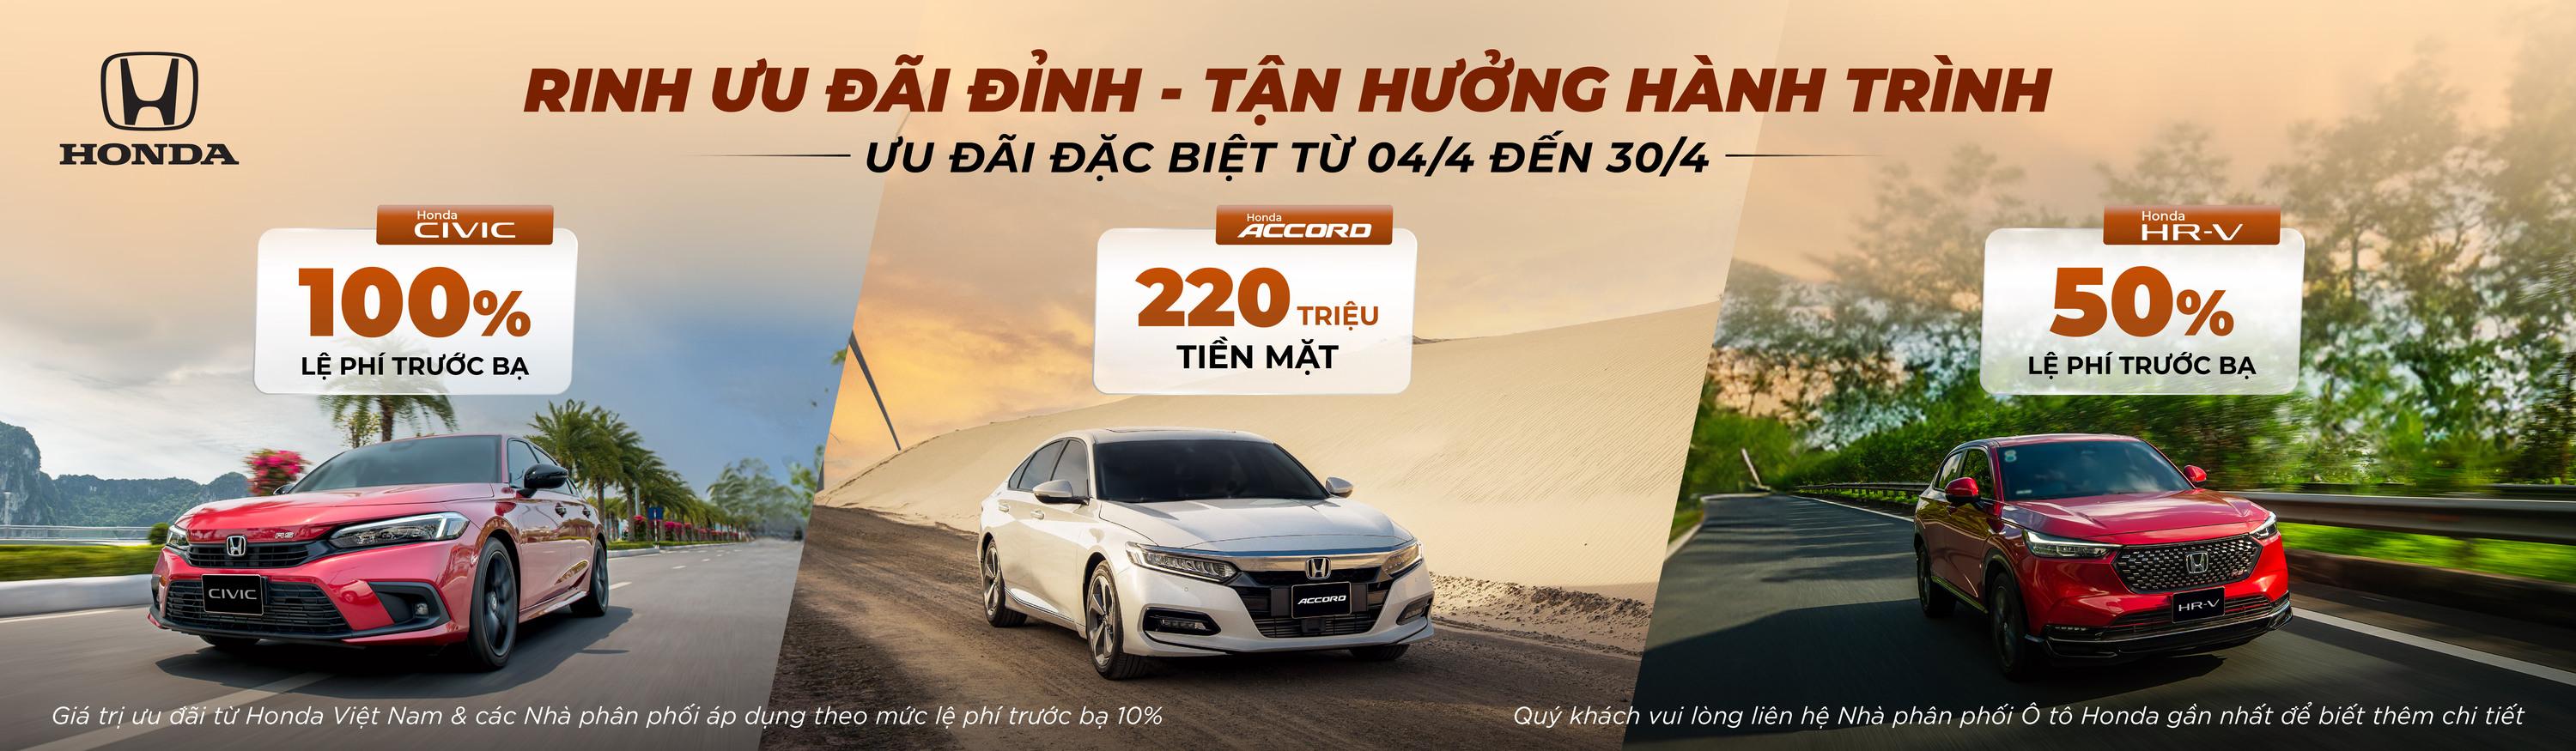 HONDA
RINH ƯU ĐÃI ĐỈNH - TẬN HƯỞNG HÀNH TRÌNH
ƯU ĐÃI ĐẶC BIỆT TỪ 04/4 ĐẾN 30/4
Honda
CIVIC
100%
LỆ PHÍ TRƯỚC BẠ
Honda
ACCORD
220 TRIỆU
TIỀN MẶT
Honda
HR-V
50%
LỆ PHÍ TRƯỚC BẠ
RS
CIVIC
ACCORD
HR-V
Giá trị ưu đãi từ Honda Việt Nam & các Nhà phân phối áp dụng theo mức lệ phí trước bạ 10%
Quý khách vui lòng liên hệ Nhà phân phối Ô tô Honda gần nhất để biết thêm chi tiết